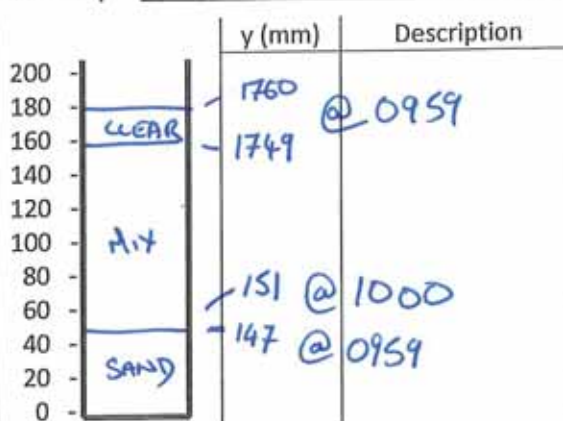 y (mm) Description
200 -
180 - 1760 @ 0959
CLEAR
160 - 1749
140 -
120 -
100 - MIX
80 -
151 @ 1000
60 -
147 @ 0959
40 -
SAND
20 -
0 -